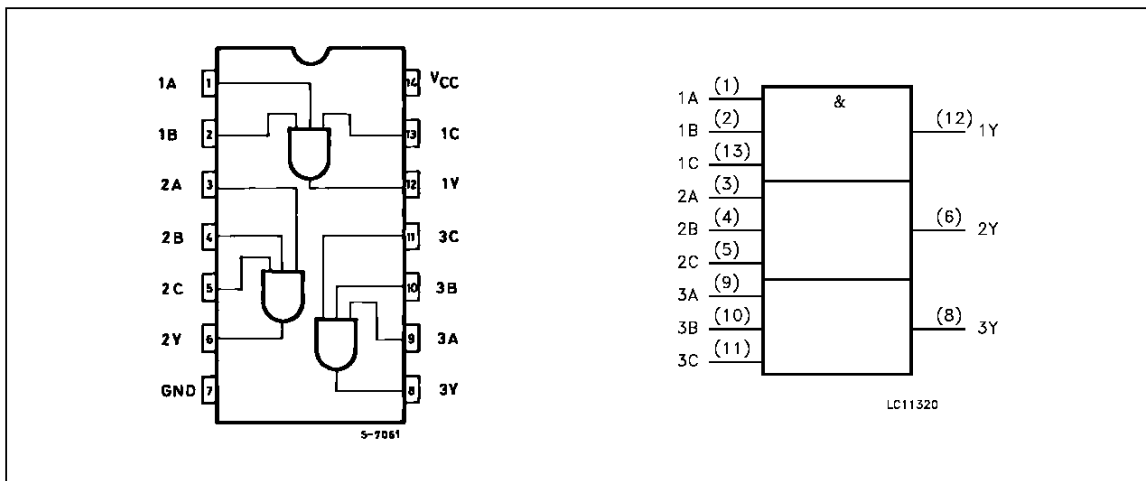 1A 1 14 VCC
1B 2 13 1C
2A 3 12 1Y
2B 4 11 3C
2C 5 10 3B
2Y 6 9 3A
GND 7 8 3Y
S-7061
&
1A (1)
1B (2)
(12) 1Y
1C (13)
2A (3)
2B (4)
(6) 2Y
2C (5)
3A (9)
3B (10)
(8) 3Y
3C (11)
LC11320